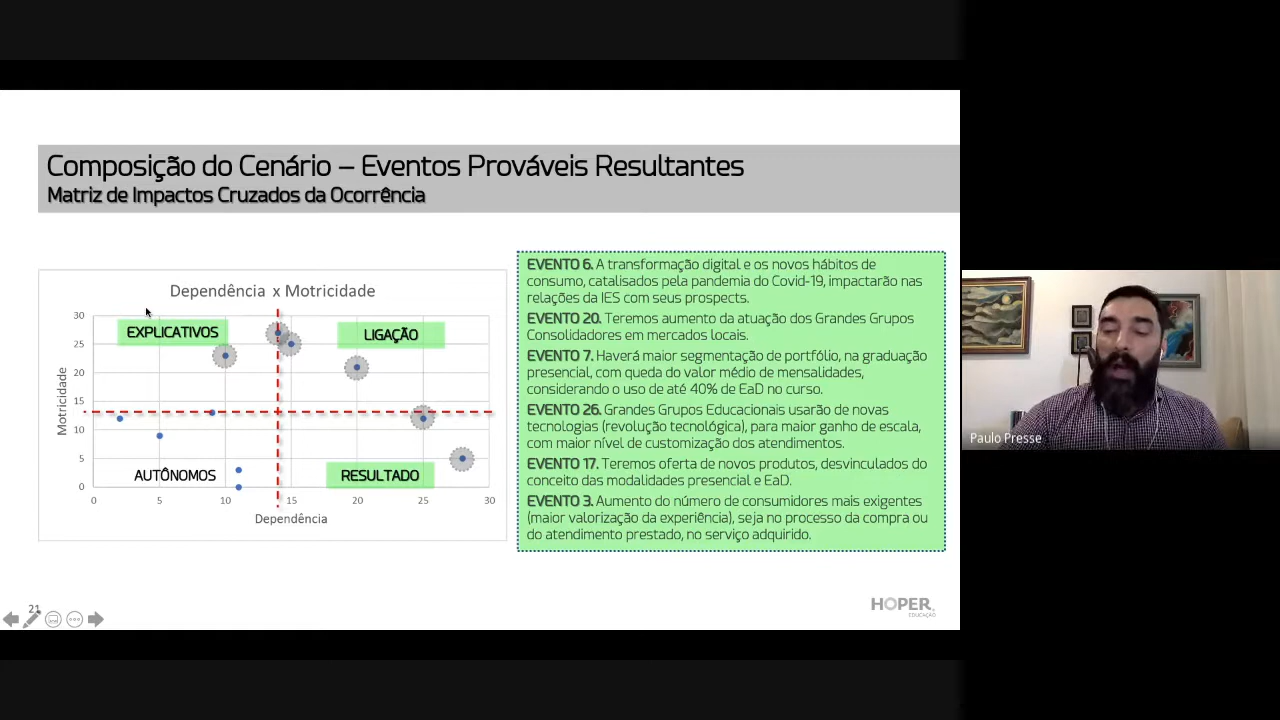 Composição do Cenário – Eventos Prováveis Resultantes
Matriz de Impactos Cruzados da Ocorrência
Dependência x Motricidade
30
25
20
15
10
5
0
Motricidade
EXPLICATIVOS
LIGAÇÃO
AUTÔNOMOS
RESULTADO
0 5 10 15 20 25 30
Dependência
EVENTO 6. A transformação digital e os novos hábitos de
consumo, catalisados pela pandemia do Covid-19, impactarão nas
relações da IES com seus prospects.
EVENTO 20. Teremos aumento da atuação dos Grandes Grupos
Consolidadores em mercados locais.
EVENTO 7. Haverá maior segmentação de portfólio, na graduação
presencial, com queda do valor médio de mensalidades,
considerando o uso de até 40% de EaD no curso.
EVENTO 26. Grandes Grupos Educacionais usarão de novas
tecnologias (revolução tecnológica), para maior ganho de escala,
com maior nível de customização dos atendimentos.
EVENTO 17. Teremos oferta de novos produtos, desvinculados do
conceito das modalidades presencial e EaD.
EVENTO 3. Aumento do número de consumidores mais exigentes
(maior valorização da experiência), seja no processo da compra ou
do atendimento prestado, no serviço adquirido.
21
HOPER
EDUCAÇÃO
Paulo Presse